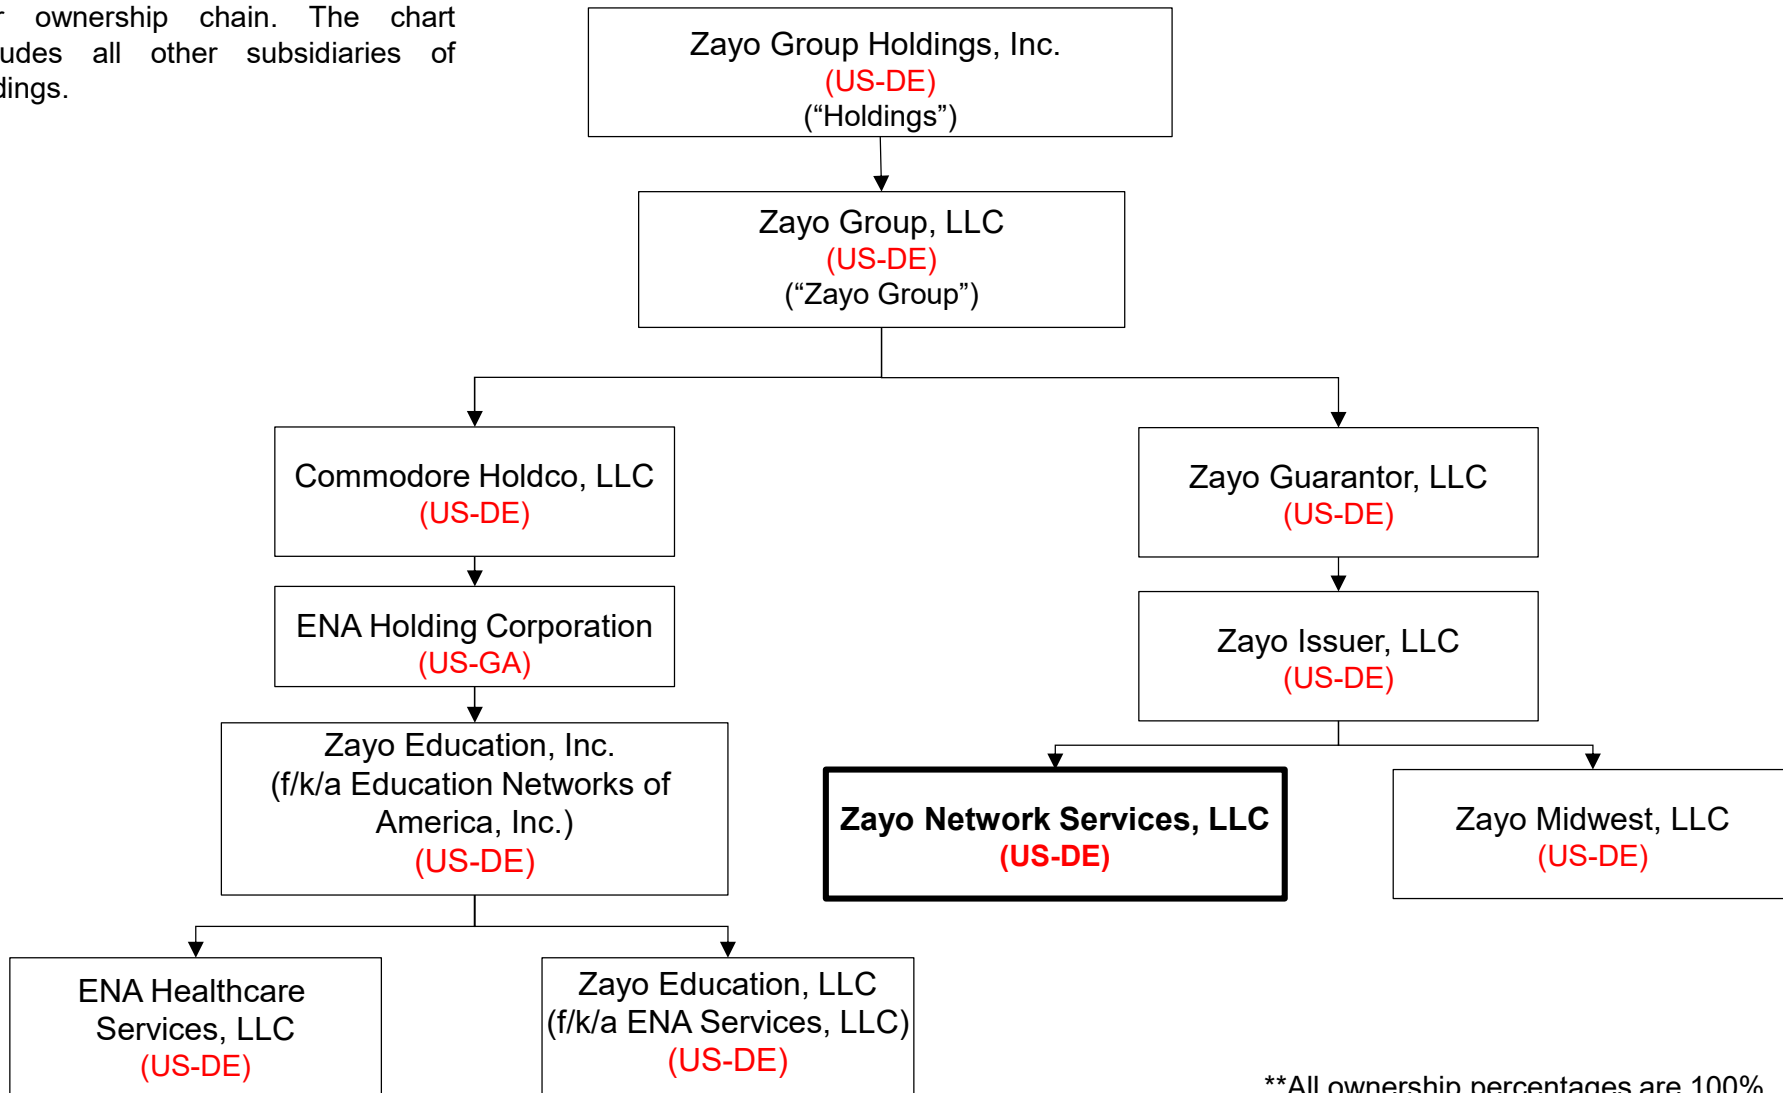 ownership chain. The chart
all other subsidiaries of
Zayo Group Holdings, Inc.
(US-DE)
(“Holdings”)
Zayo Group, LLC
(US-DE)
(“Zayo Group”)
Commodore Holdco, LLC
(US-DE)
Zayo Guarantor, LLC
(US-DE)
ENA Holding Corporation
(US-GA)
Zayo Issuer, LLC
(US-DE)
Zayo Education, Inc.
(f/k/a Education Networks of
America, Inc.)
(US-DE)
Zayo Network Services, LLC
(US-DE)
Zayo Midwest, LLC
(US-DE)
ENA Healthcare
Services, LLC
(US-DE)
Zayo Education, LLC
(f/k/a ENA Services, LLC)
(US-DE)
**All ownership percentages are 100%